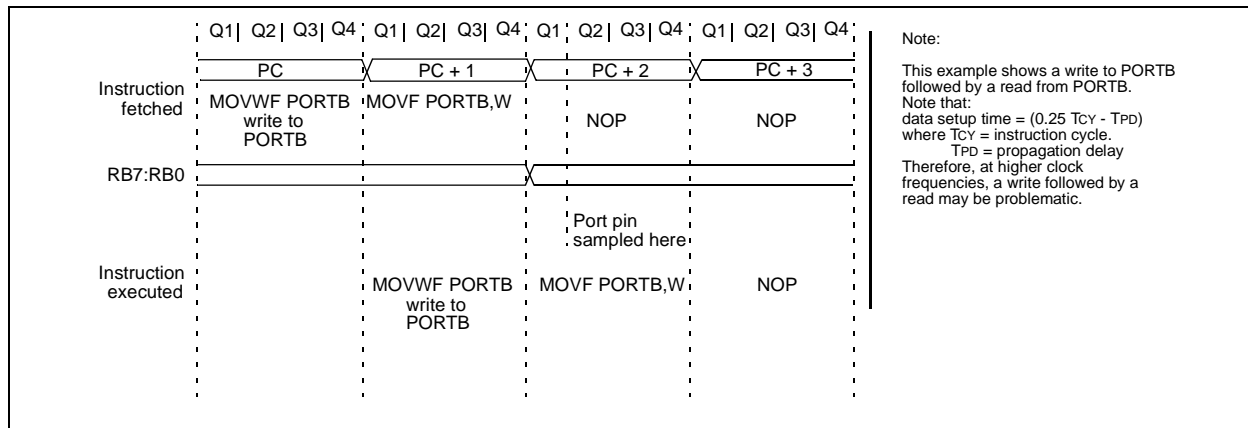 Q1| Q2| Q3| Q4 Q1| Q2| Q3| Q4 Q1 Q2| Q3| Q4 Q1| Q2| Q3| Q4
PC PC + 1 PC + 2 PC + 3
Instruction
fetched
MOVWF PORTB
write to
PORTB
MOVF PORTB,W
NOP
NOP
RB7:RB0
Port pin
sampled here
Instruction
executed
MOVWF PORTB
write to
PORTB
MOVF PORTB,W
NOP
Note:
This example shows a write to PORTB
followed by a read from PORTB.
Note that:
data setup time = (0.25 TCY - TPD)
where TCY = instruction cycle.
TPD = propagation delay
Therefore, at higher clock
frequencies, a write followed by a
read may be problematic.